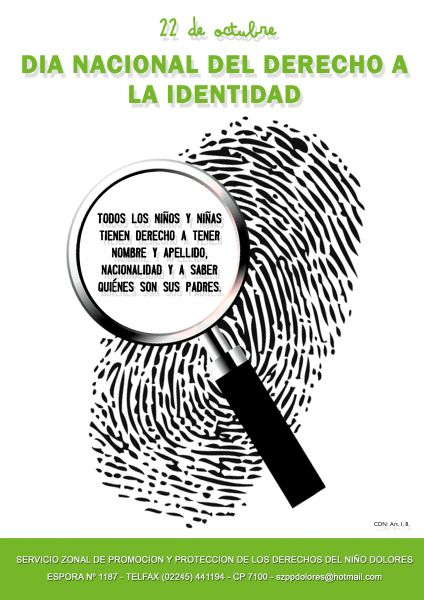 22 de octubre
DIA NACIONAL DEL DERECHO A
LA IDENTIDAD
TODOS LOS NIÑOS Y NIÑAS
TIENEN DERECHO A TENER
NOMBRE Y APELLIDO,
NACIONALIDAD Y A SABER
QUIÉNES SON SUS PADRES.
CDN: Art. 1, 8.
SERVICIO ZONAL DE PROMOCION Y PROTECCION DE LOS DERECHOS DEL NIÑO DOLORES
ESPORA Nº 1187 - TELFAX (02245) 441194 - CP 7100 - szppdolores@hotmail.com